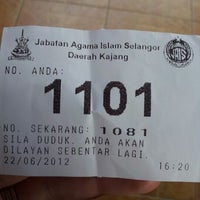 Jabatan Agama Islam Selangor
Daerah Kajang
NO. ANDA:
1101
NO. SEKARANG: 1081
SILA DUDUK. ANDA AKAN
DILAYAN SEBENTAR LAGI.
22/06/2012 16:20